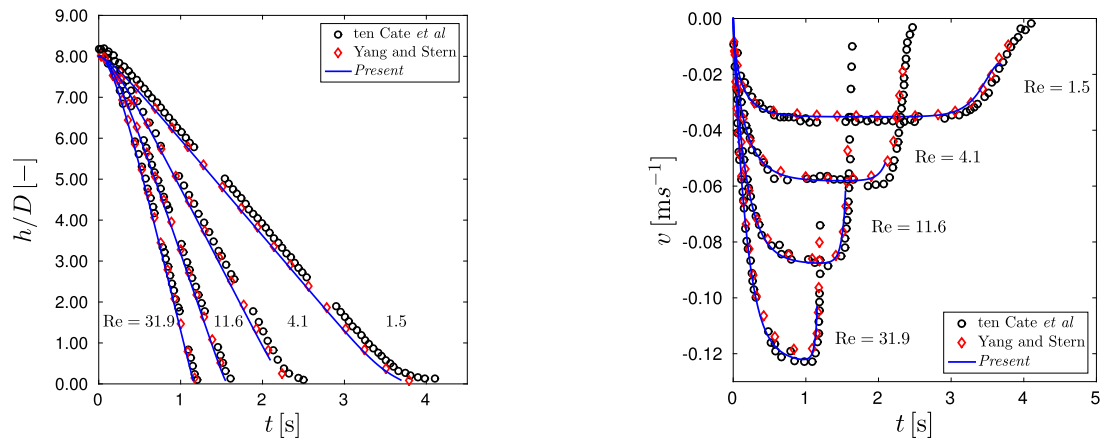 9.00
8.00
7.00
6.00
5.00
4.00
3.00
2.00
1.00
0.00
h/D [−]
0 1 2 3 4
t [s]
ten Cate et al
Yang and Stern
Present
Re = 31.9 11.6 4.1 1.5
0.00
-0.02
-0.04
-0.06
-0.08
-0.10
-0.12
v [ms⁻¹]
0 1 2 3 4 5
t [s]
Re = 1.5
Re = 4.1
Re = 11.6
Re = 31.9
ten Cate et al
Yang and Stern
Present